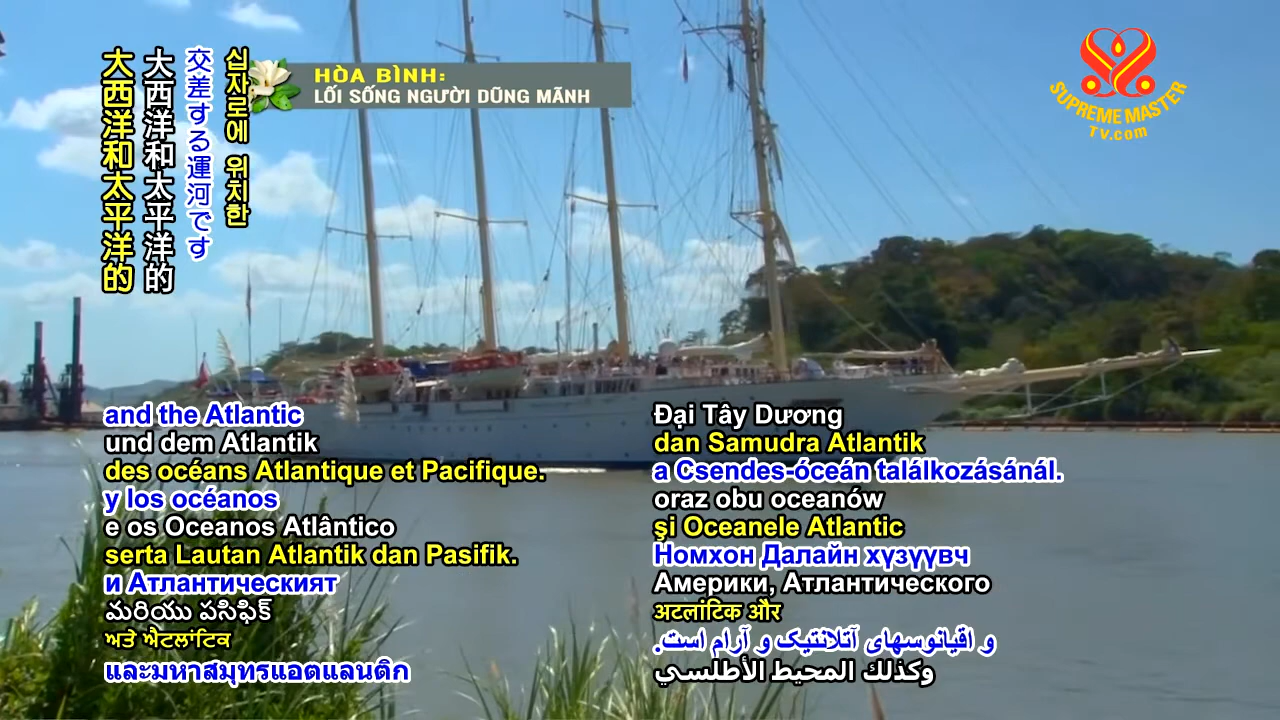 大西洋和太平洋的
大西洋和太平洋的
交差する運河です
십자로에 위치한
HÒA BÌNH:
LỐI SỐNG NGƯỜI DŨNG MÃNH
SUPREME MASTER
TV.com
and the Atlantic
und dem Atlantik
des océans Atlantique et Pacifique.
y los océanos
e os Oceanos Atlântico
serta Lautan Atlantik dan Pasifik.
и Атлантическият
మరియు పసిఫిక్
ਅਤੇ ਐਟਲਾਂਟਿਕ
และมหาสมุทรแอตแลนติก
Đại Tây Dương
dan Samudra Atlantik
a Csendes-óceán találkozásánál.
oraz obu oceanów
şi Oceanele Atlantic
Номхон Далайн хүзүүвч
Америки, Атлантического
अटलांटिक और
و اقیانوسهای آتلانتیک و آرام است.
وكذلك المحيط الأطلسي